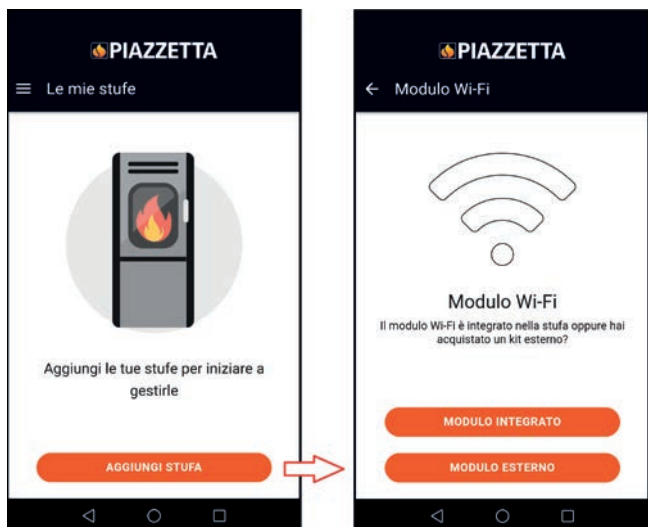 PIAZZETTA
Le mie stufe
Aggiungi le tue stufe per iniziare a
gestirle
AGGIUNGI STUFA
PIAZZETTA
Modulo Wi-Fi
Modulo Wi-Fi
Il modulo Wi-Fi è integrato nella stufa oppure hai
acquistato un kit esterno?
MODULO INTEGRATO
MODULO ESTERNO